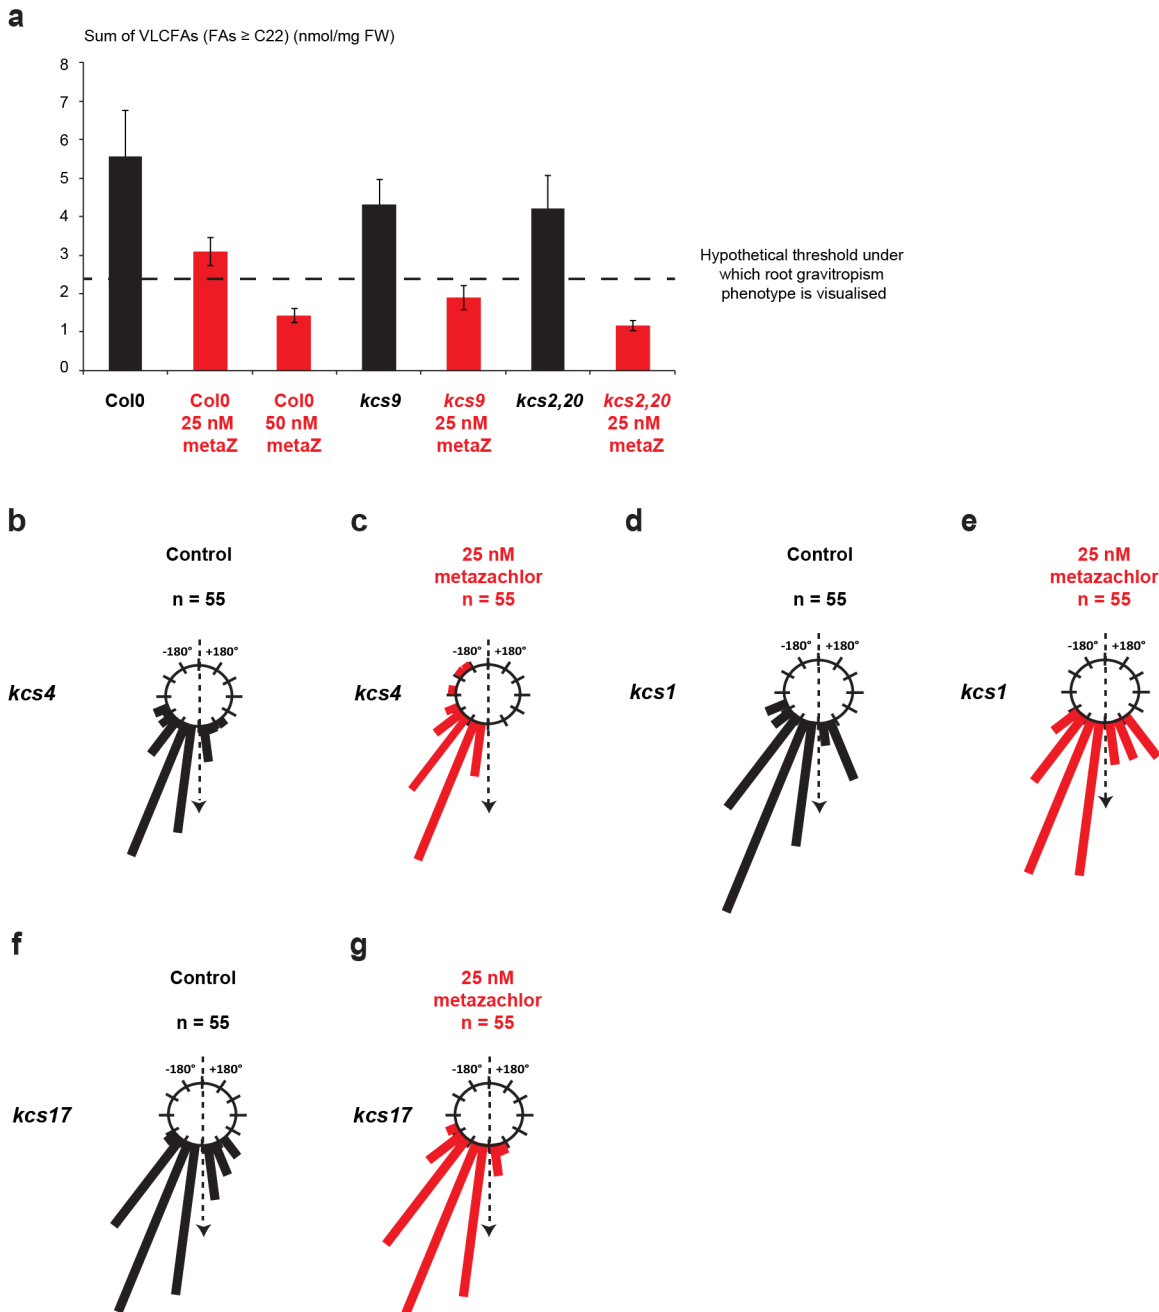 a
Sum of VLCFAs (FAs ≥ C22) (nmol/mg FW)
8
7
6
5
4
3
2
1
0
Hypothetical threshold under
which root gravitropism
phenotype is visualised
Col0
Col0
25 nM
metaZ
Col0
50 nM
metaZ
kcs9
kcs9
25 nM
metaZ
kcs2,20
kcs2,20
25 nM
metaZ
b
Control
n = 55
-180° +180°
kcs4
c
25 nM
metazachlor
n = 55
-180° +180°
kcs4
d
Control
n = 55
-180° +180°
kcs1
e
25 nM
metazachlor
n = 55
-180° +180°
kcs1
f
Control
n = 55
-180° +180°
kcs17
g
25 nM
metazachlor
n = 55
-180° +180°
kcs17